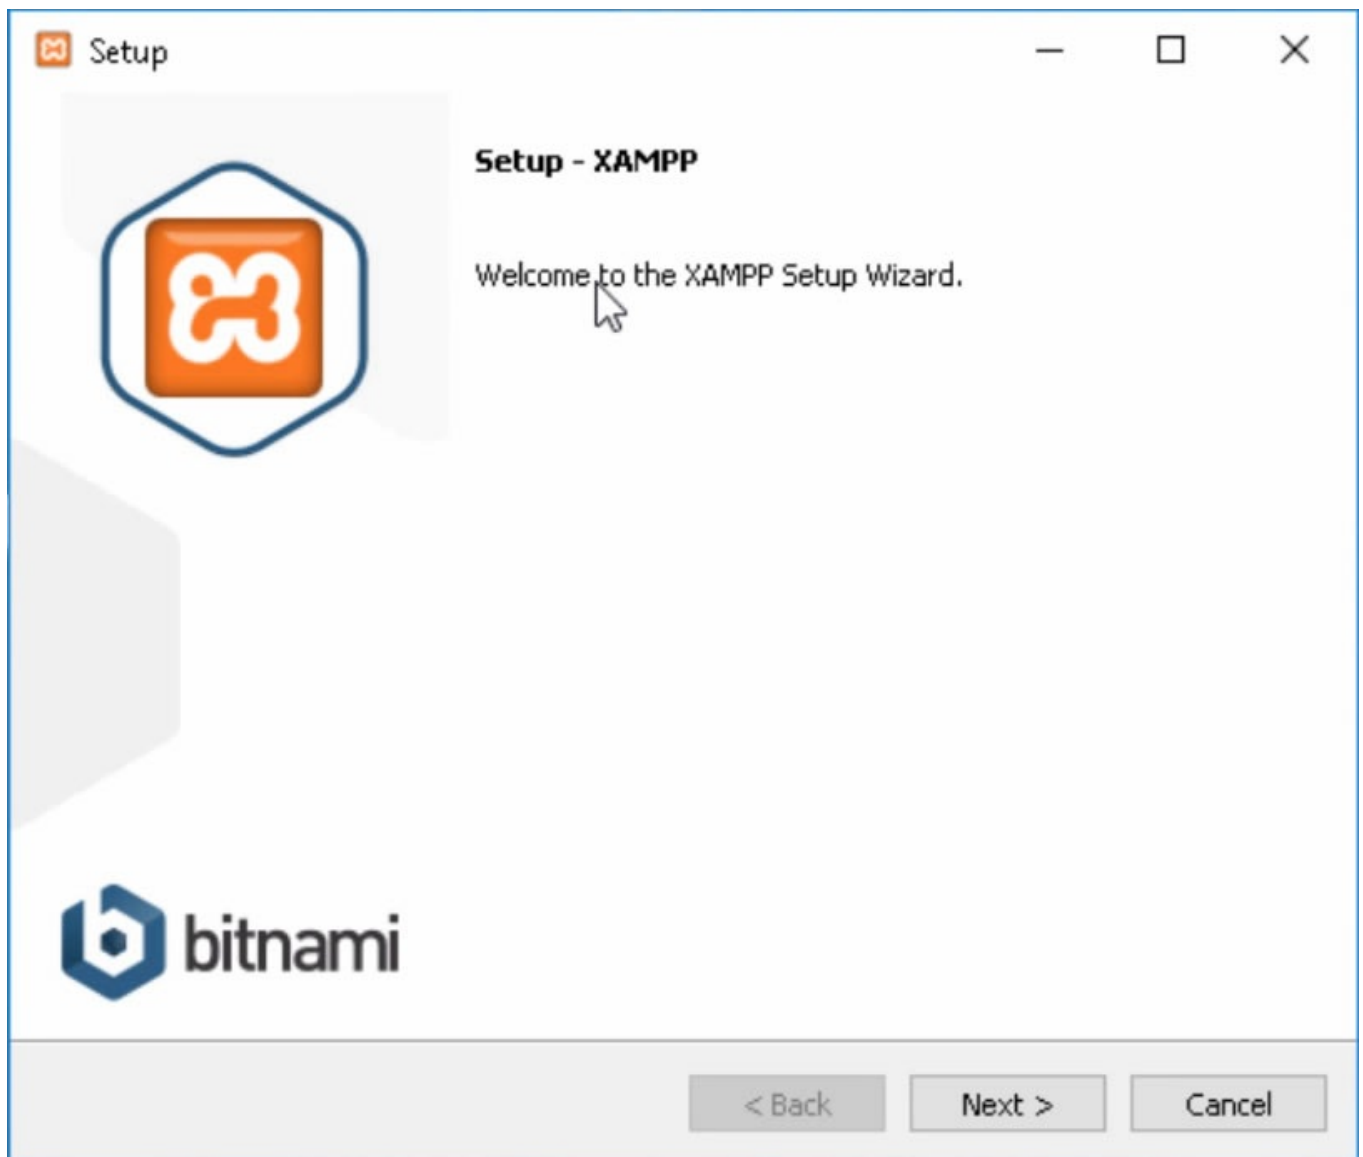 Setup
Setup - XAMPP
Welcome to the XAMPP Setup Wizard.
bitnami
< Back
Next >
Cancel